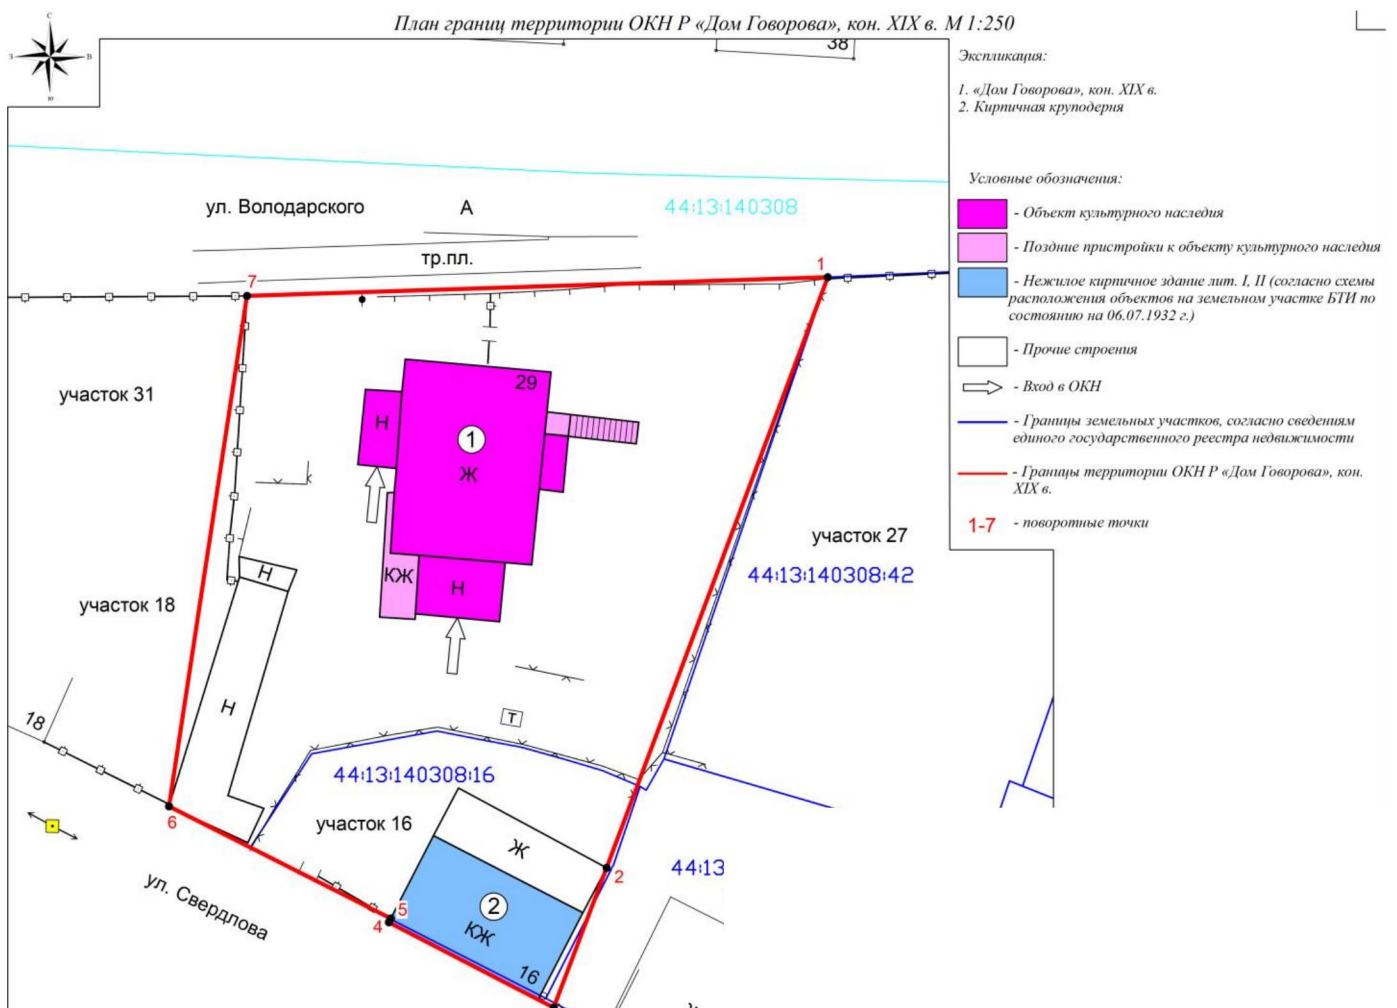 План границ территории ОКН Р «Дом Говорова», кон. XIX в. М 1:250
С
З
В
Ю
38
Экспликация:
1. «Дом Говорова», кон. XIX в.
2. Кирпичная круподерня
Условные обозначения:
- Объект культурного наследия
- Поздние пристройки к объекту культурного наследия
- Нежилое кирпичное здание лит. I, II (согласно схемы
расположения объектов на земельном участке БТИ по
состоянию на 06.07.1932 г.)
- Прочие строения
- Вход в ОКН
- Границы земельных участков, согласно сведениям
единого государственного реестра недвижимости
- Границы территории ОКН Р «Дом Говорова», кон.
XIX в.
1-7 - поворотные точки
ул. Володарского
А
44:13:140308
тр.пл.
1
7
29
участок 31
Н
1
Ж
участок 27
44:13:140308:42
Н
КЖ
Н
участок 18
Н
18
Т
44:13:140308:16
6
участок 16
Ж
2
44:13
ул. Свердлова
5
4
2
КЖ
16